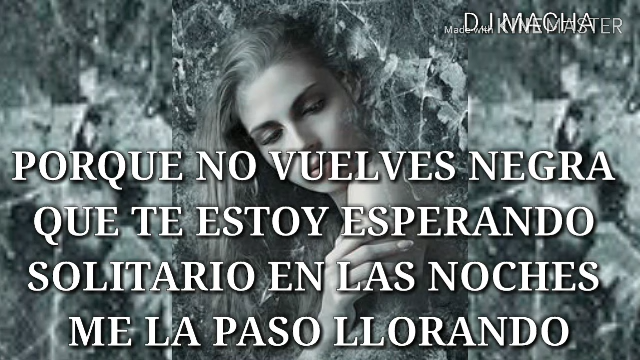 DJ MACHA
Made with KINEMASTER
PORQUE NO VUELVES NEGRA
QUE TE ESTOY ESPERANDO
SOLITARIO EN LAS NOCHES
ME LA PASO LLORANDO